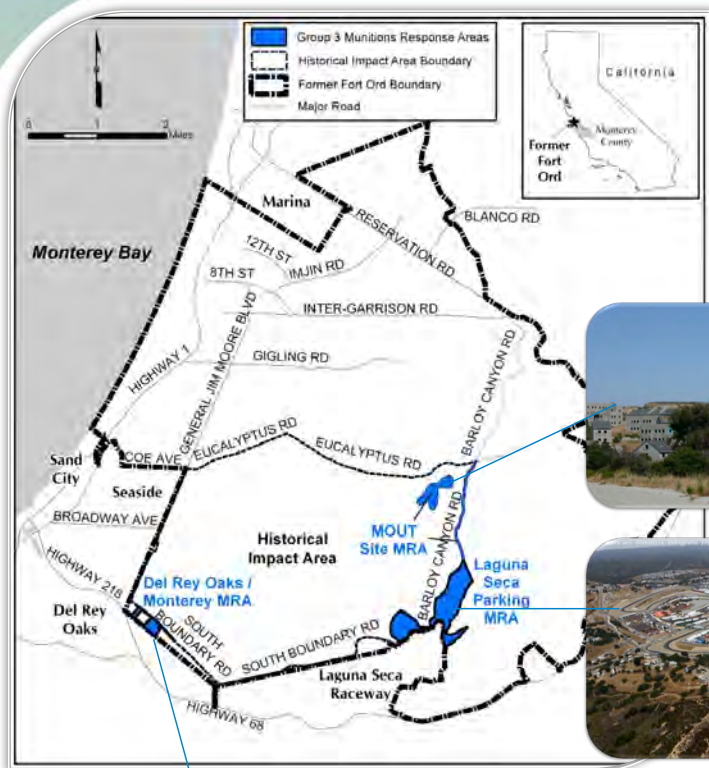 Group 3 Munitions Response Areas
Historical Impact Area Boundary
Former Fort Ord Boundary
Major Road
California
Monterey
County
Former
Fort
Ord
0 1 2
Miles
Marina
RESERVATION RD
BLANCO RD
Monterey Bay
12TH ST
IMJIN RD
8TH ST
INTER-GARRISON RD
GENERAL JIM MOORE BLVD
HIGHWAY 1
GIGLING RD
BARLOY CANYON RD
Sand
City
COE AVE
EUCALYPTUS RD
EUCALYPTUS RD
Seaside
BROADWAY AVE
Historical
Impact Area
MOUT
Site MRA
BARLOY CANYON RD
Laguna
Seca
Parking
MRA
HIGHWAY 218
Del Rey Oaks /
Monterey MRA
Del Rey
Oaks
SOUTH
BOUNDARY RD
SOUTH BOUNDARY RD
Laguna Seca
Raceway
HIGHWAY 68